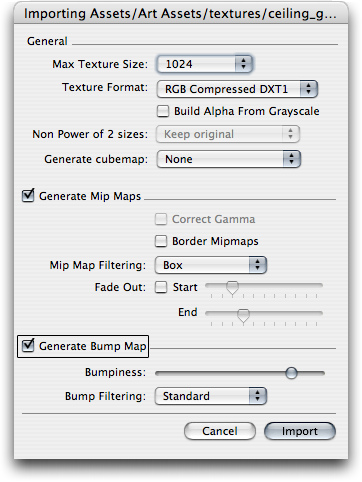 Importing Assets/Art Assets/textures/ceiling_g...
General
Max Texture Size: 1024
Texture Format: RGB Compressed DXT1
Build Alpha From Grayscale
Non Power of 2 sizes: Keep original
Generate cubemap: None
Generate Mip Maps
Correct Gamma
Border Mipmaps
Mip Map Filtering: Box
Fade Out: Start
End
Generate Bump Map
Bumpiness:
Bump Filtering: Standard
Cancel Import